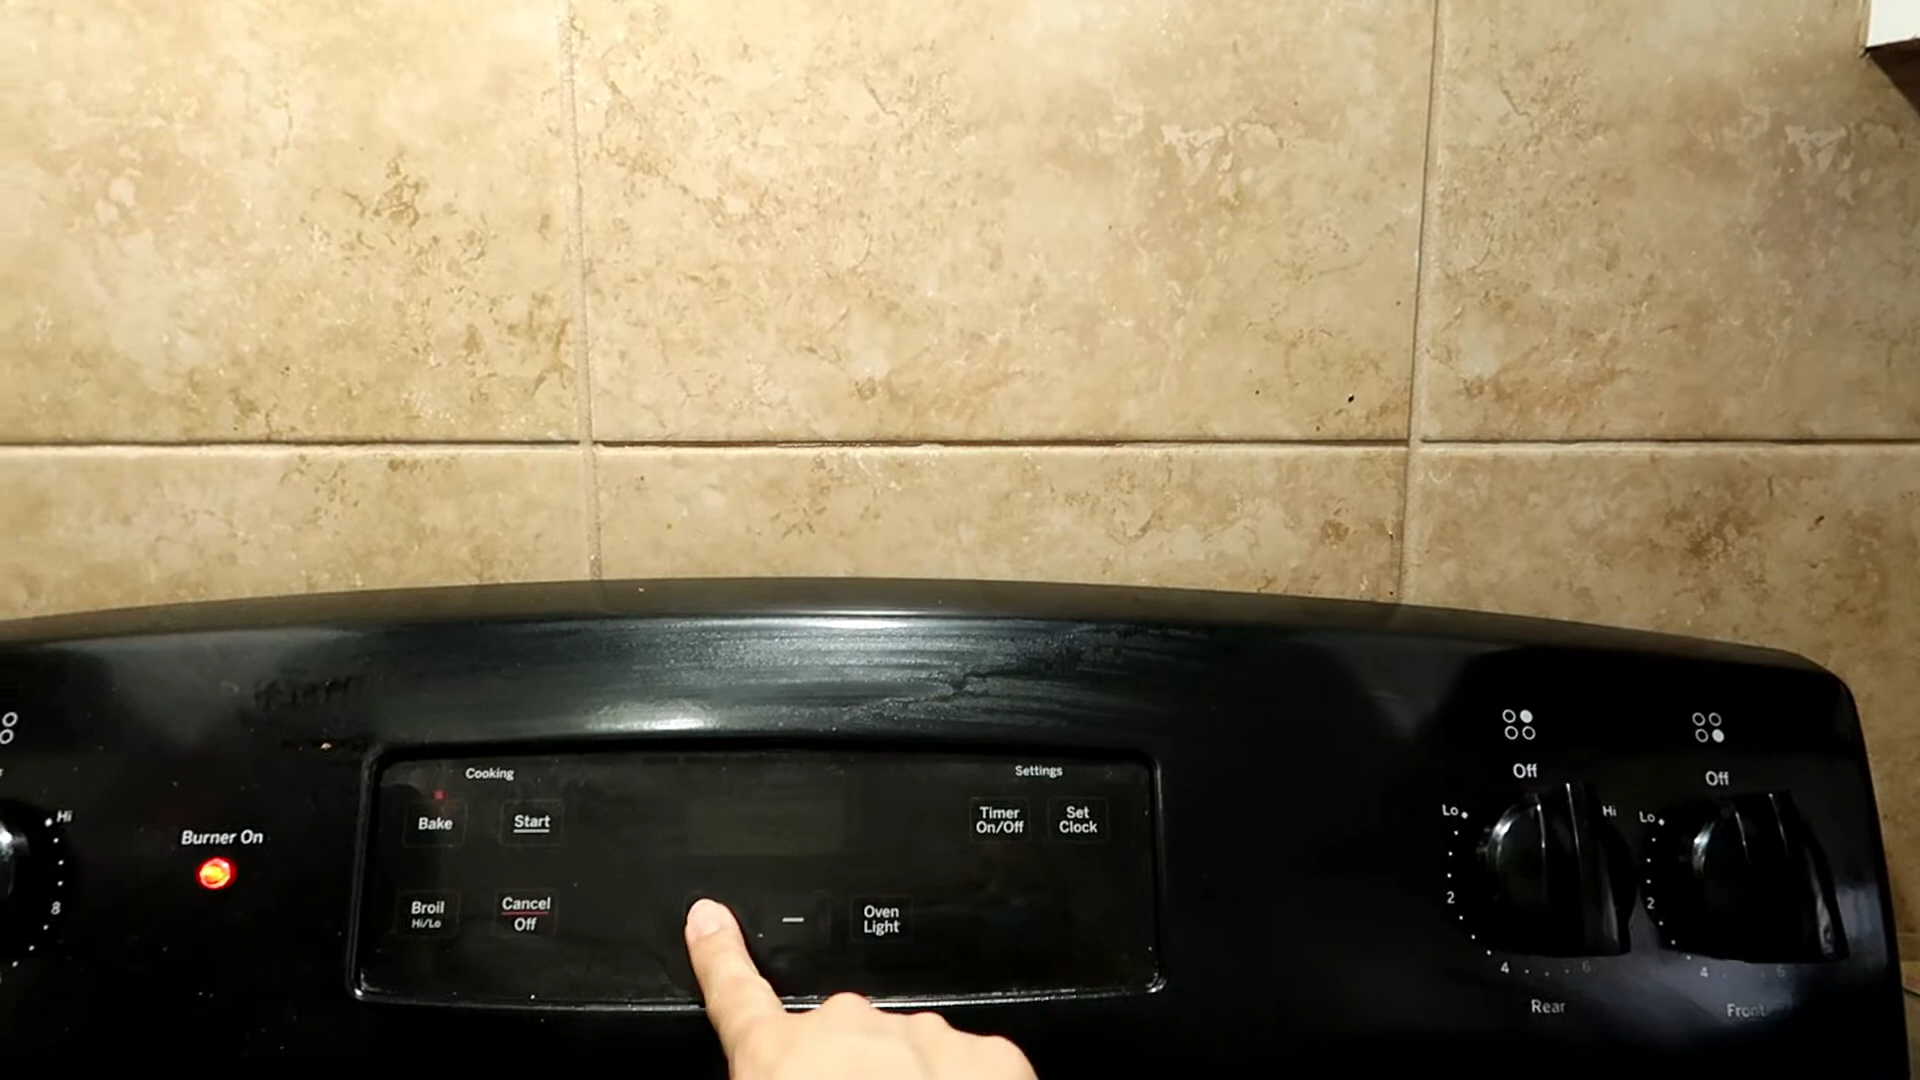 Cooking
Settings
Bake
Start
Timer
On/Off
Set
Clock
Broil
Hi/Lo
Cancel
Off
—
Oven
Light
Burner On
Hi
8
Off
Lo
Hi
2
4
6
Rear
Off
Lo
2
4
6
Front